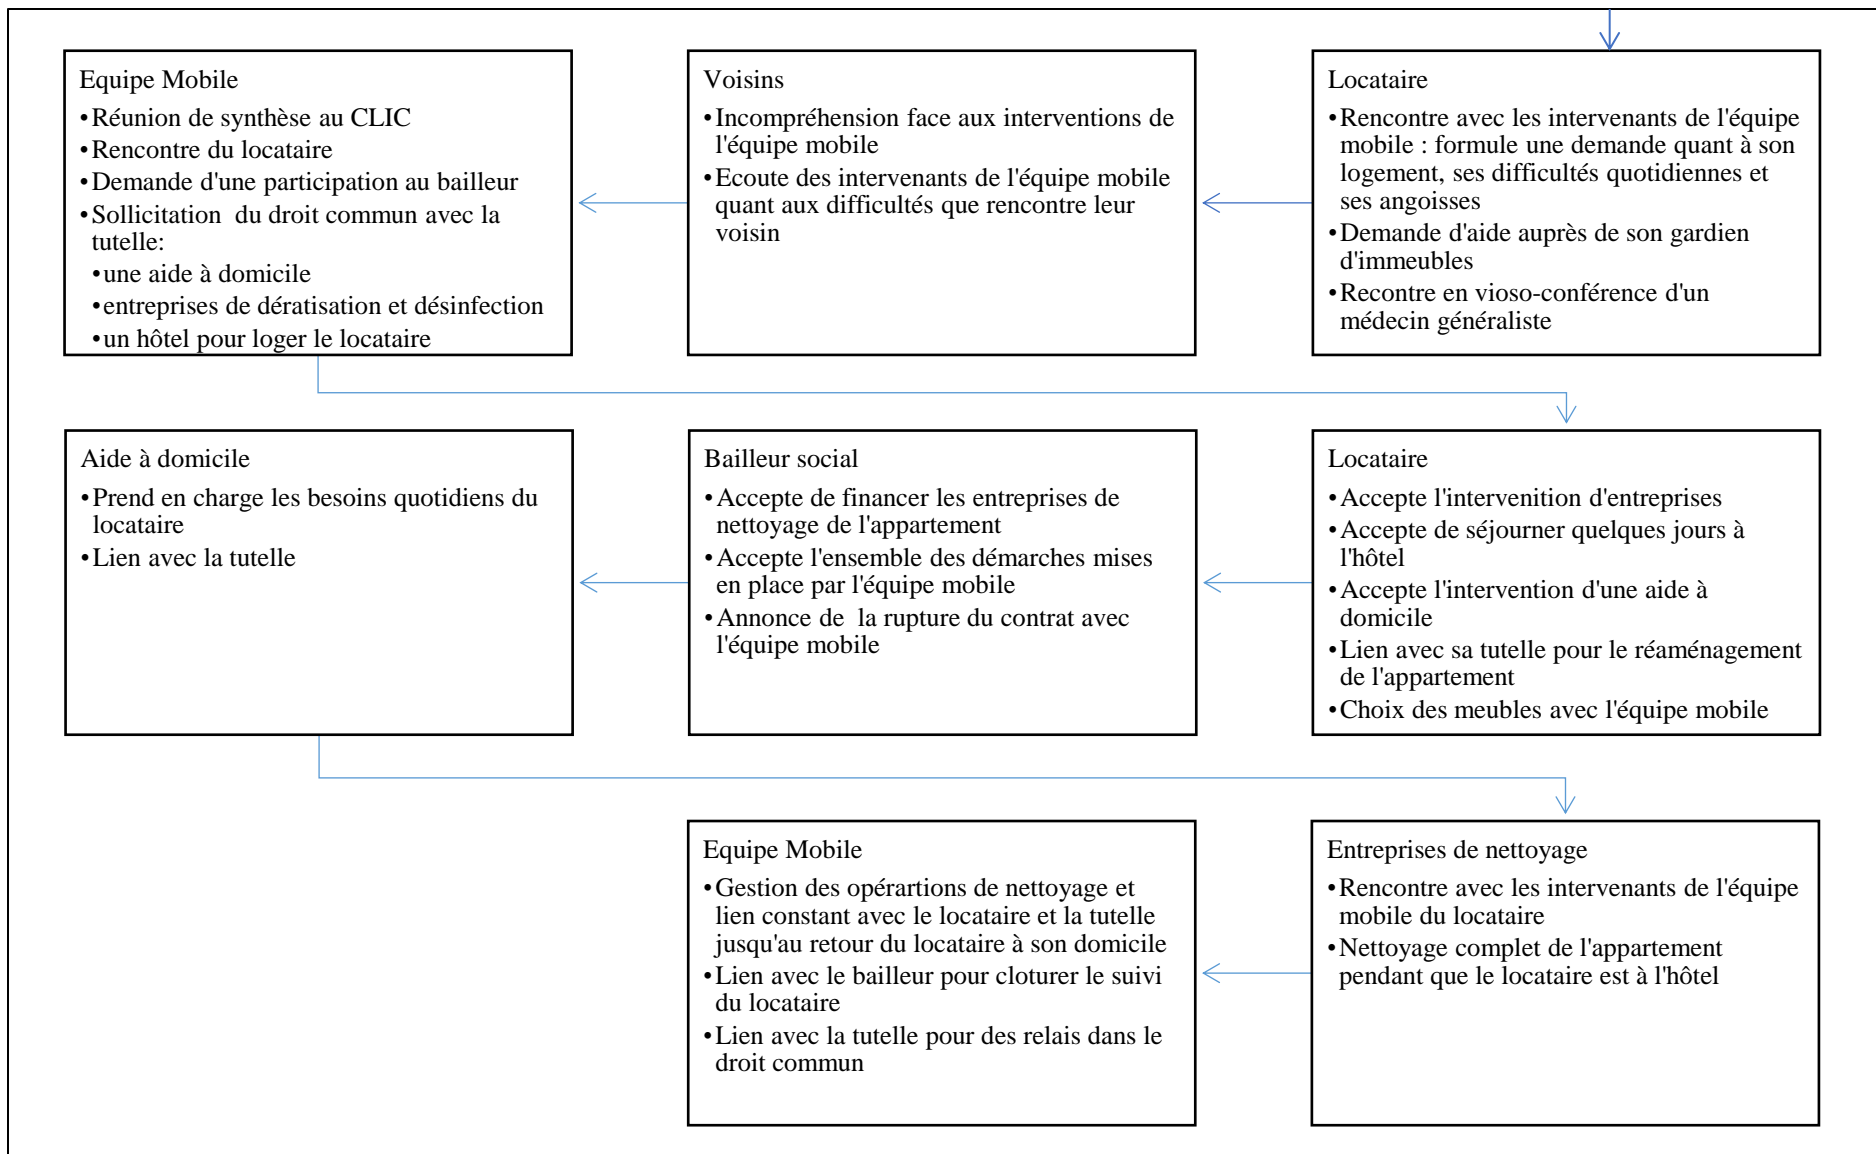 Equipe Mobile
•Réunion de synthèse au CLIC
•Rencontre du locataire
•Demande d'une participation au bailleur
•Sollicitation  du droit commun avec la
tutelle:
•une aide à domicile
•entreprises de dératisation et désinfection
•un hôtel pour loger le locataire
Voisins
•Incompréhension face aux interventions de
l'équipe mobile
•Ecoute des intervenants de l'équipe mobile
quant aux difficultés que rencontre leur
voisin
Locataire
•Rencontre avec les intervenants de l'équipe
mobile : formule une demande quant à son
logement, ses difficultés quotidiennes et
ses angoisses
•Demande d'aide auprès de son gardien
d'immeubles
•Recontre en vioso-conférence d'un
médecin généraliste
Aide à domicile
•Prend en charge les besoins quotidiens du
locataire
•Lien avec la tutelle
Bailleur social
•Accepte de financer les entreprises de
nettoyage de l'appartement
•Accepte l'ensemble des démarches mises
en place par l'équipe mobile
•Annonce de  la rupture du contrat avec
l'équipe mobile
Locataire
•Accepte l'intervenition d'entreprises
•Accepte de séjourner quelques jours à
l'hôtel
•Accepte l'intervention d'une aide à
domicile
•Lien avec sa tutelle pour le réaménagement
de l'appartement
•Choix des meubles avec l'équipe mobile
Equipe Mobile
•Gestion des opérartions de nettoyage et
lien constant avec le locataire et la tutelle
jusqu'au retour du locataire à son domicile
•Lien avec le bailleur pour cloturer le suivi
du locataire
•Lien avec la tutelle pour des relais dans le
droit commun
Entreprises de nettoyage
•Rencontre avec les intervenants de l'équipe
mobile du locataire
•Nettoyage complet de l'appartement
pendant que le locataire est à l'hôtel